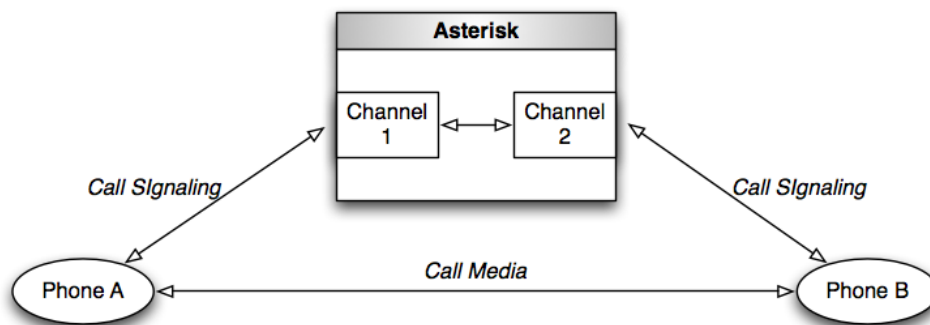 Asterisk
Channel
1
Channel
2
Call SIgnaling
Call SIgnaling
Call Media
Phone A
Phone B